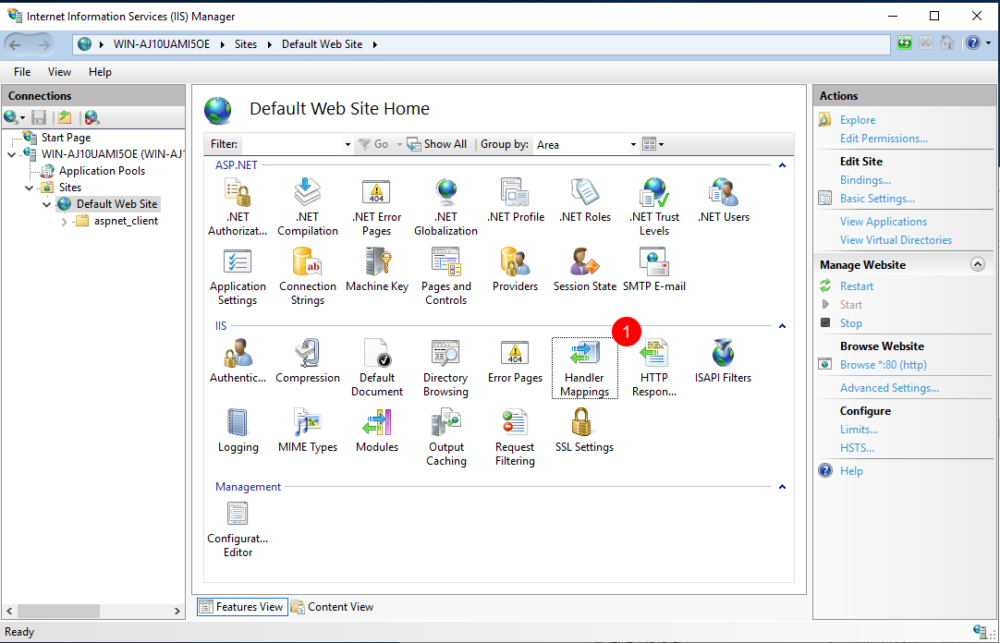 Internet Information Services (IIS) Manager
WIN-AJ10UAMI5OE Sites Default Web Site
File View Help
Connections
Start Page
WIN-AJ10UAMI5OE (WIN-AJ1
Application Pools
Sites
Default Web Site
aspnet_client
Default Web Site Home
Filter: Go Show All Group by: Area
ASP.NET
.NET Authorizat...
.NET Compilation
.NET Error Pages
.NET Globalization
.NET Profile
.NET Roles
.NET Trust Levels
.NET Users
Application Settings
Connection Strings
Machine Key
Pages and Controls
Providers
Session State
SMTP E-mail
IIS
1
Authentic...
Compression
Default Document
Directory Browsing
Error Pages
Handler Mappings
HTTP Respon...
ISAPI Filters
Logging
MIME Types
Modules
Output Caching
Request Filtering
SSL Settings
Management
Configurat... Editor
Features View Content View
Actions
Explore
Edit Permissions...
Edit Site
Bindings...
Basic Settings...
View Applications
View Virtual Directories
Manage Website
Restart
Start
Stop
Browse Website
Browse *:80 (http)
Advanced Settings...
Configure
Limits...
HSTS...
Help
Ready